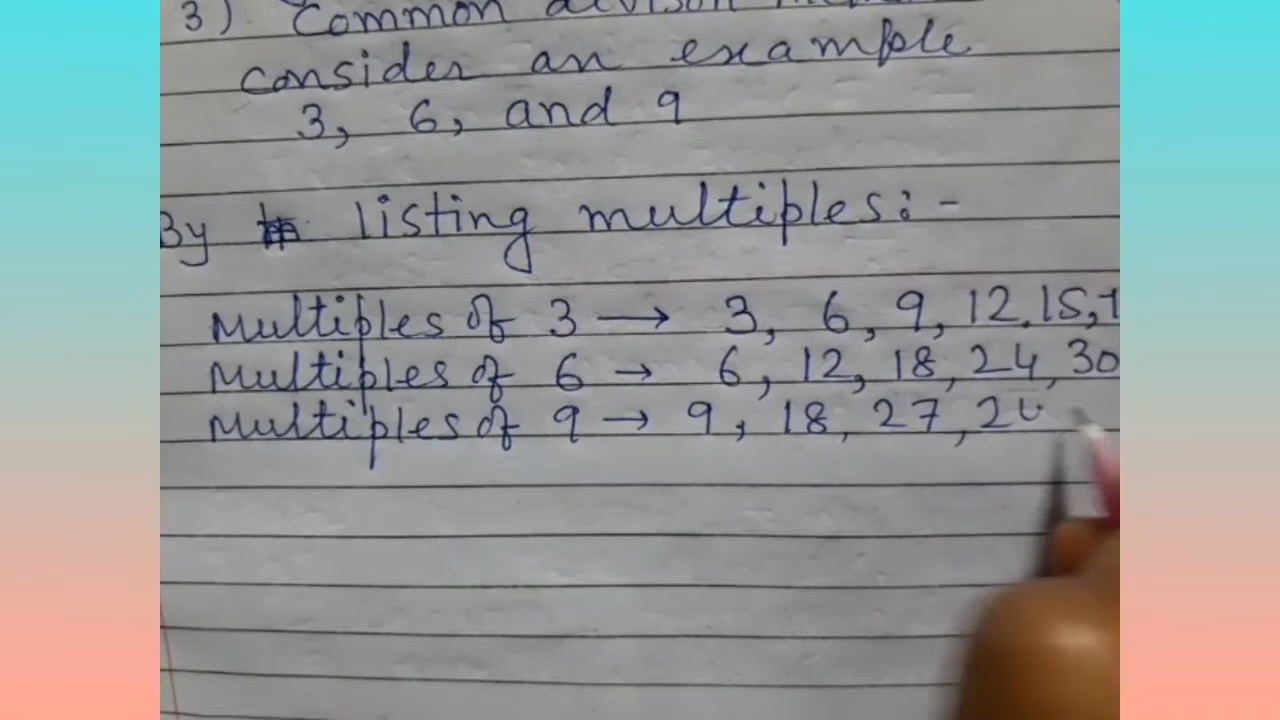 3) Common
consider an example
3, 6, and 9
By listing multiples:-
Multiples of 3 → 3, 6, 9, 12, 15, 1
Multiples of 6 → 6, 12, 18, 24, 30
Multiples of 9 → 9, 18, 27,